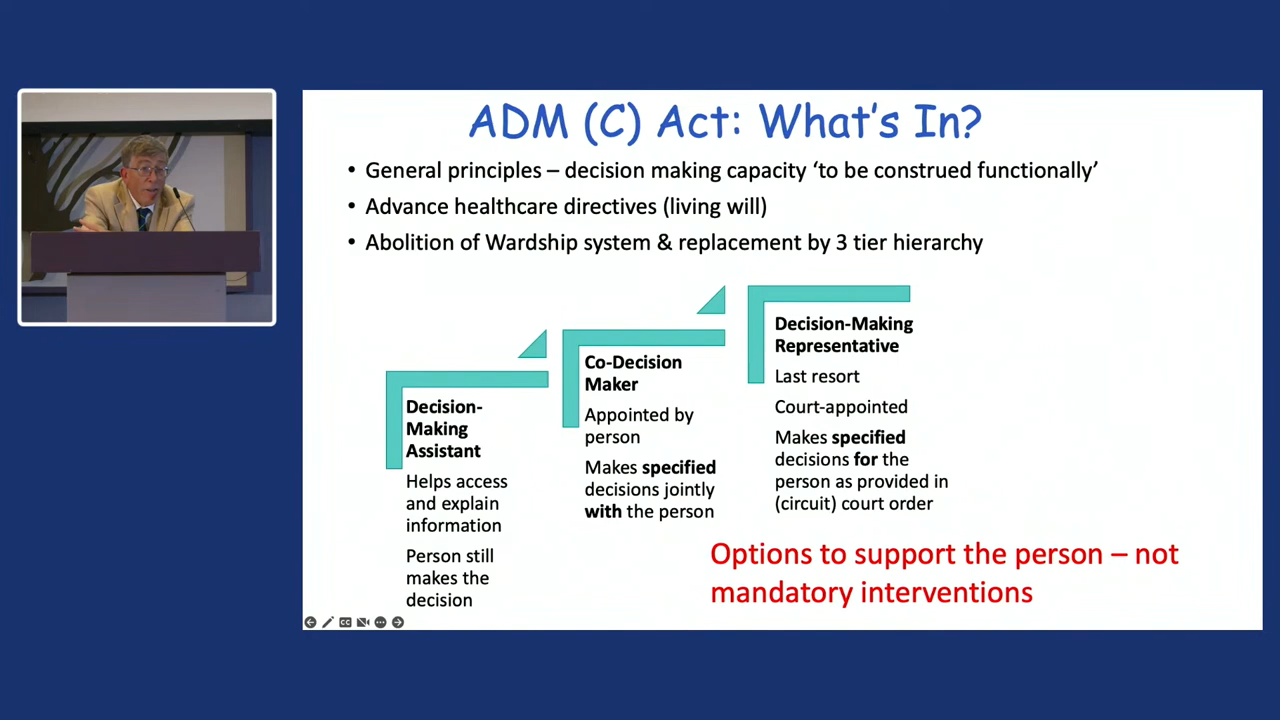 ADM (C) Act: What's In?
• General principles – decision making capacity 'to be construed functionally'
• Advance healthcare directives (living will)
• Abolition of Wardship system & replacement by 3 tier hierarchy
Decision-
Making
Assistant
Helps access
and explain
information
Person still
makes the
decision
Co-Decision
Maker
Appointed by
person
Makes specified
decisions jointly
with the person
Decision-Making
Representative
Last resort
Court-appointed
Makes specified
decisions for the
person as provided in
(circuit) court order
Options to support the person – not
mandatory interventions
CC